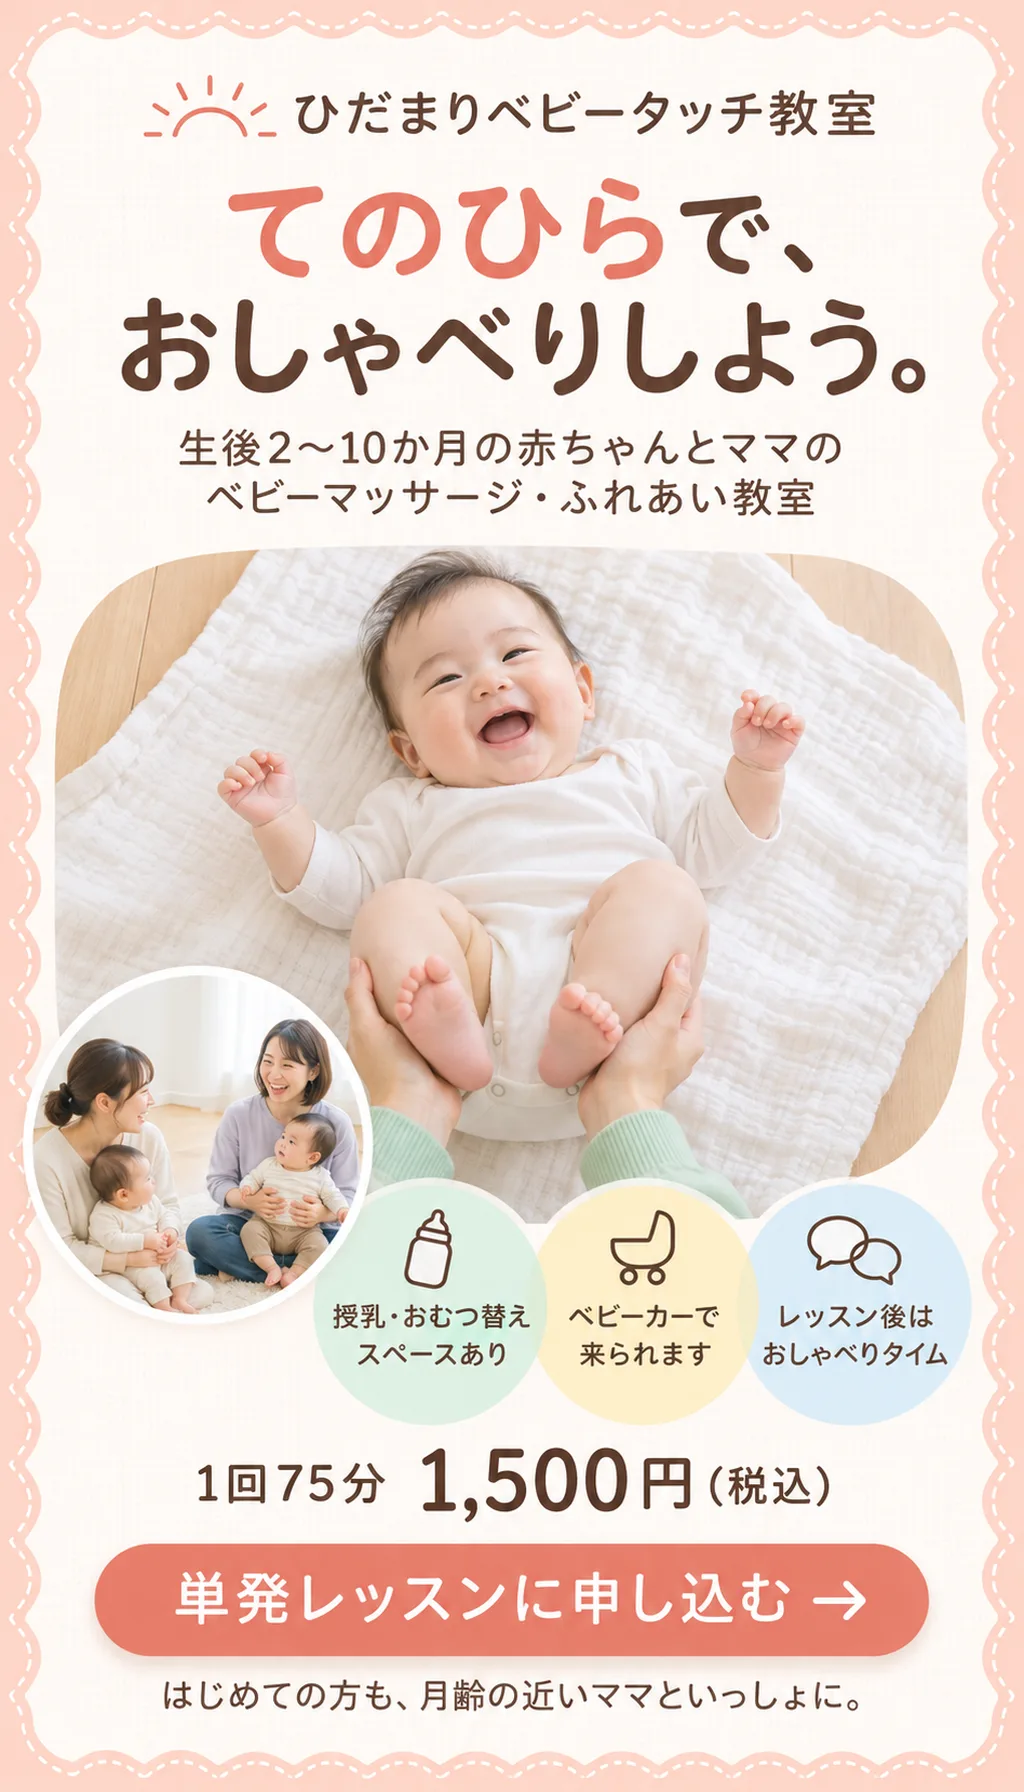 ひだまりベビータッチ教室
てのひらで、
おしゃべりしよう。
生後2〜10か月の赤ちゃんとママの
ベビーマッサージ・ふれあい教室
授乳・おむつ替え
スペースあり
ベビーカーで
来られます
レッスン後は
おしゃべりタイム
1回75分 1,500円(税込)
単発レッスンに申し込む →
はじめての方も、月齢の近いママといっしょに。